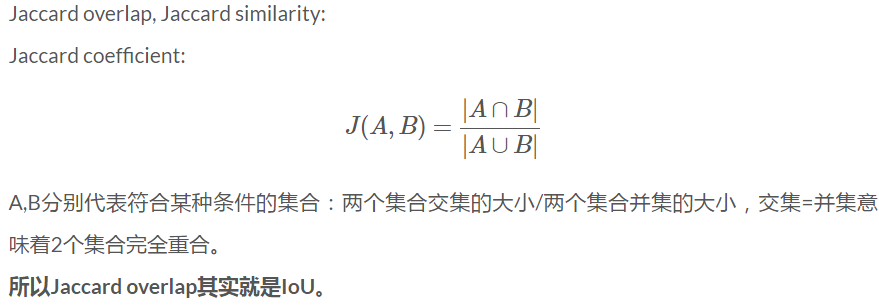 Jaccard overlap, Jaccard similarity:
Jaccard coefficient:
J(A, B) = |A ∩ B| / |A ∪ B|
A,B分别代表符合某种条件的集合：两个集合交集的大小/两个集合并集的大小，交集=并集意
味着2个集合完全重合。
所以Jaccard overlap其实就是IoU。